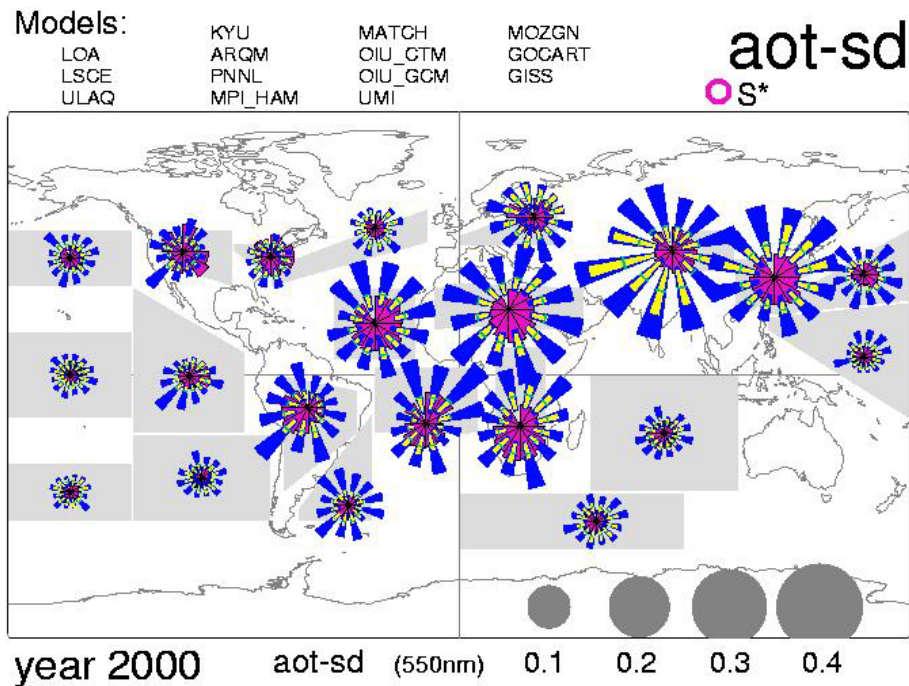 Models:
KYU MATCH MOZGN
LOA ARQM OIU_CTM GOCART
LSCE PNNL OIU_GCM GISS
ULAQ MPI_HAM UMI
aot-sd
S*
year 2000 aot-sd (550nm) 0.1 0.2 0.3 0.4